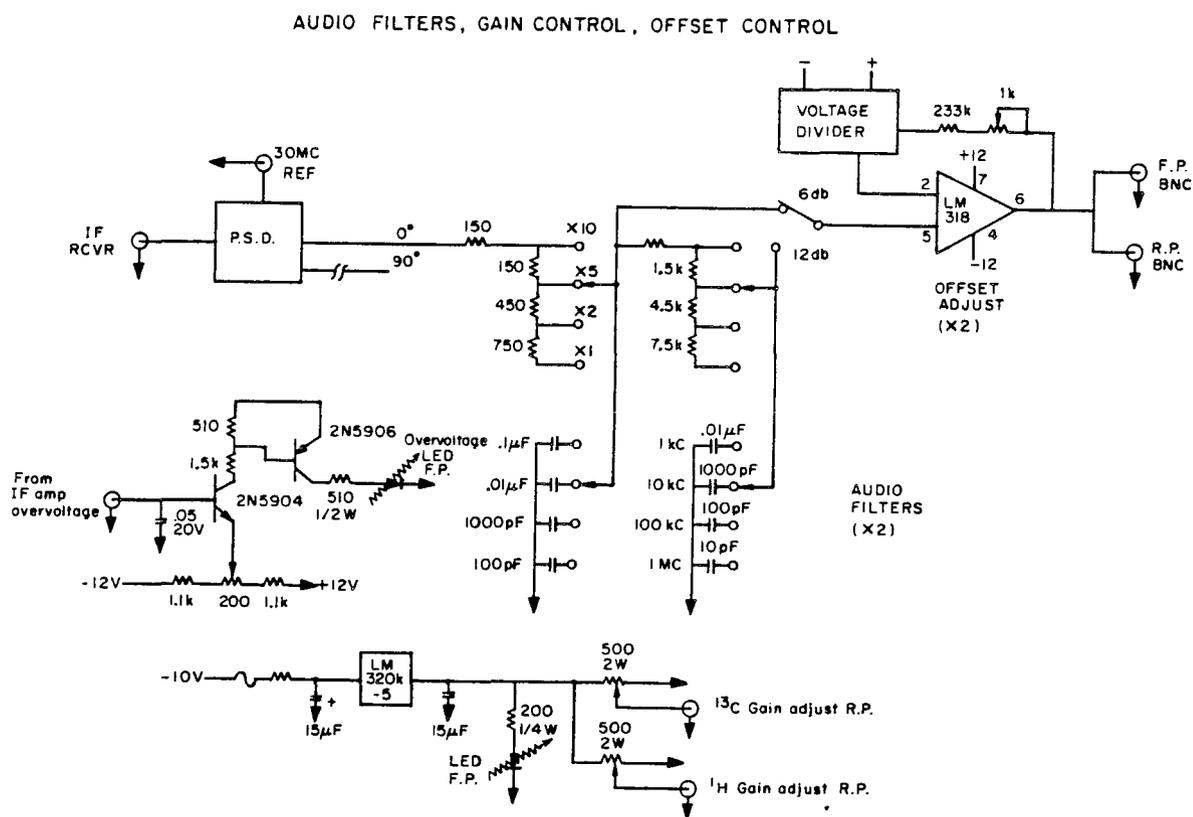 AUDIO FILTERS, GAIN CONTROL, OFFSET CONTROL
- +
VOLTAGE
DIVIDER
233k
1k
30MC
REF
IF
RCVR
P.S.D.
0°
90°
150
150
450
750
X10
X5
X2
X1
1.5k
4.5k
7.5k
6db
12db
+12
2
7
LM
318
6
5
4
-12
OFFSET
ADJUST
(X2)
F.P.
BNC
R.P.
BNC
510
1.5k
2N5906
2N5904
From
IF amp
overvoltage
.05
20V
510
1/2W
Overvoltage
LED
F.P.
-12V
1.1k
200
1.1k
+12V
.1µF
.01µF
1000pF
100pF
1kC
.01µF
10kC
1000pF
100kC
100pF
1MC
10pF
AUDIO
FILTERS
(X2)
-10V
+
15µF
LM
320k
-5
15µF
200
1/4W
LED
F.P.
500
2W
13C Gain adjust R.P.
500
2W
1H Gain adjust R.P.